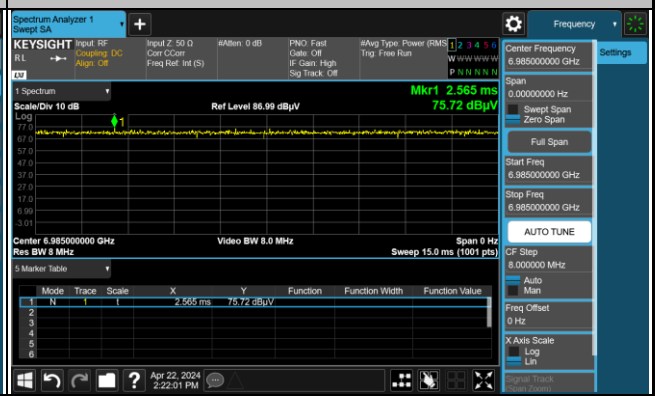 Spectrum Analyzer 1
Swept SA
+
Frequency
KEYSIGHT Input: RF Input Z: 50 Ω #Atten: 0 dB PNO: Fast #Avg Type: Power (RMS 1 2 3 4 5 6
RL Coupling: DC Corr CCorr Gate: Off Trig: Free Run W W W W W W
Align: Off Freq Ref: Int (S) IF Gain: High
Sig Track: Off P N N N N N
LXI
1 Spectrum
Mkr1 2.565 ms
Scale/Div 10 dB Ref Level 86.99 dBµV 75.72 dBµV
Log
77.0
67.0
57.0
47.0
37.0
27.0
17.0
6.99
-3.01
1
Center 6.985000000 GHz Video BW 8.0 MHz Span 0 Hz
Res BW 8 MHz Sweep 15.0 ms (1001 pts)
5 Marker Table
Mode Trace Scale X Y Function Function Width Function Value
1 N 1 t 2.565 ms 75.72 dBµV
2
3
4
5
6
?
Apr 22, 2024
2:22:01 PM
Center Frequency
6.985000000 GHz
Settings
Span
0.00000000 Hz
Swept Span
Zero Span
Full Span
Start Freq
6.985000000 GHz
Stop Freq
6.985000000 GHz
AUTO TUNE
CF Step
8.000000 MHz
Auto
Man
Freq Offset
0 Hz
X Axis Scale
Log
Lin
Signal Track
(Span Zoom)